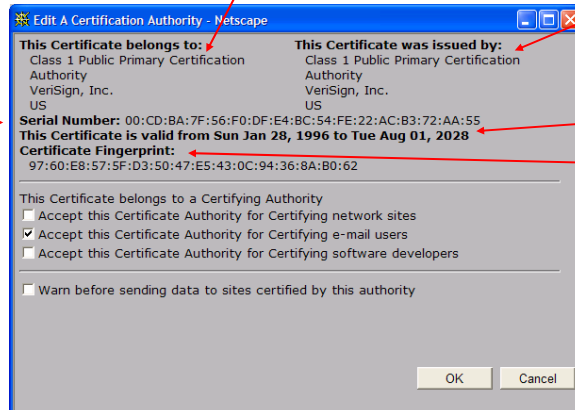 Edit A Certification Authority - Netscape
This Certificate belongs to: This Certificate was issued by:
Class 1 Public Primary Certification Class 1 Public Primary Certification
Authority Authority
VeriSign, Inc. VeriSign, Inc.
US US
Serial Number: 00:CD:BA:7F:56:F0:DF:E4:BC:54:FE:22:AC:B3:72:AA:55
This Certificate is valid from Sun Jan 28, 1996 to Tue Aug 01, 2028
Certificate Fingerprint:
97:60:E8:57:5F:D3:50:47:E5:43:0C:94:36:8A:B0:62
This Certificate belongs to a Certifying Authority
Accept this Certificate Authority for Certifying network sites
Accept this Certificate Authority for Certifying e-mail users
Accept this Certificate Authority for Certifying software developers
Warn before sending data to sites certified by this authority
OK Cancel